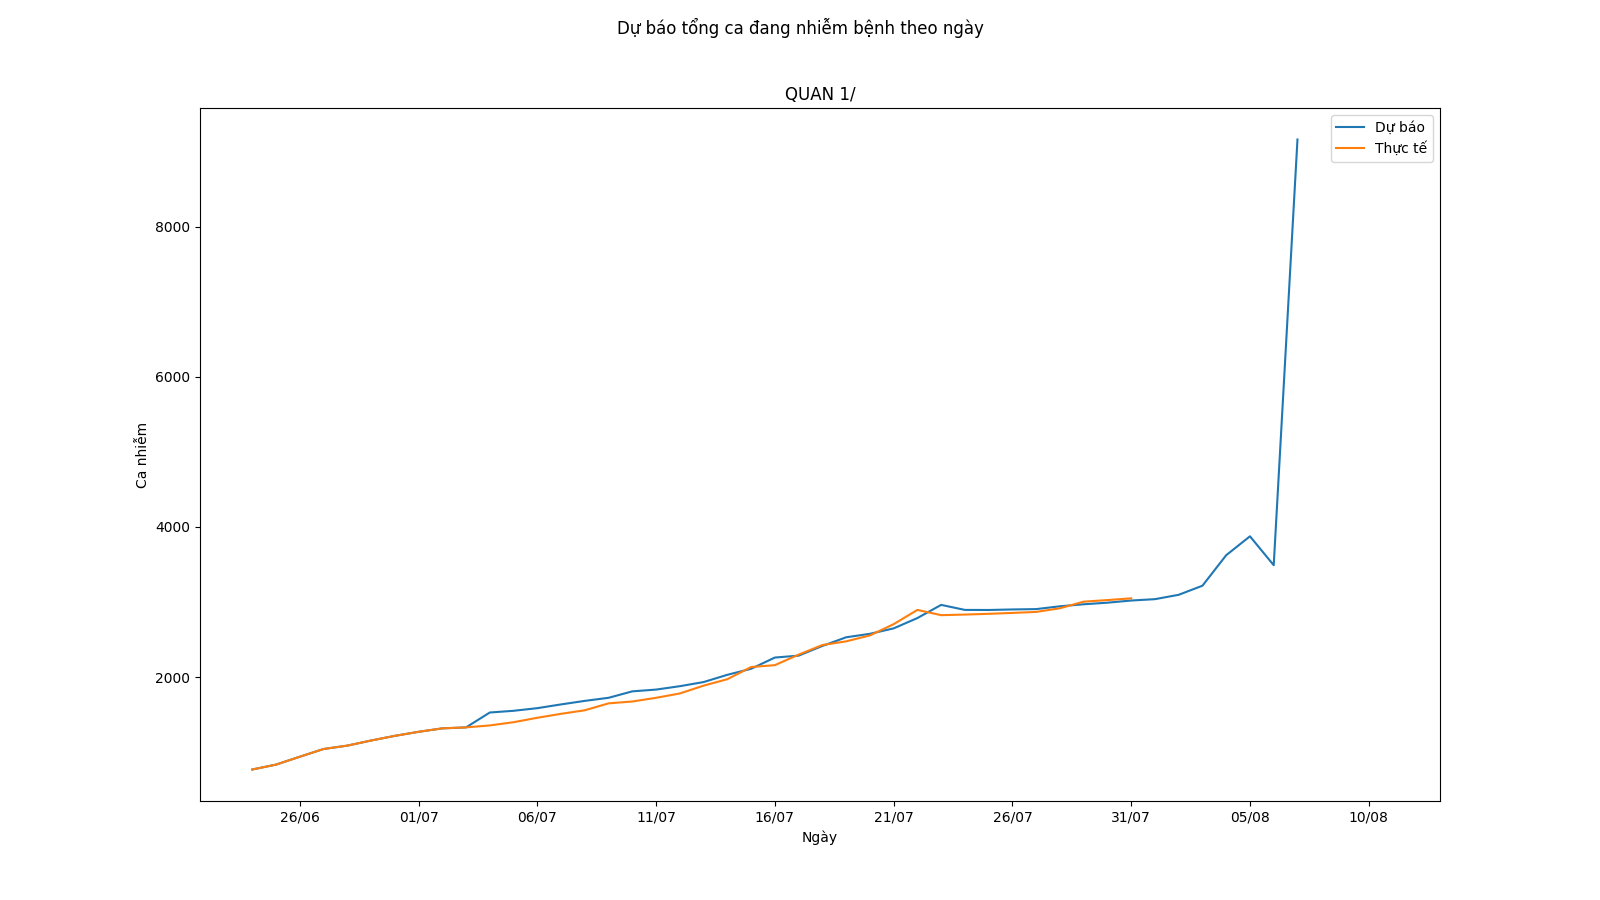 Dự báo tổng ca đang nhiễm bệnh theo ngày
QUAN 1/
Dự báo
Thực tế
8000
6000
4000
2000
Ca nhiễm
26/06 01/07 06/07 11/07 16/07 21/07 26/07 31/07 05/08 10/08
Ngày